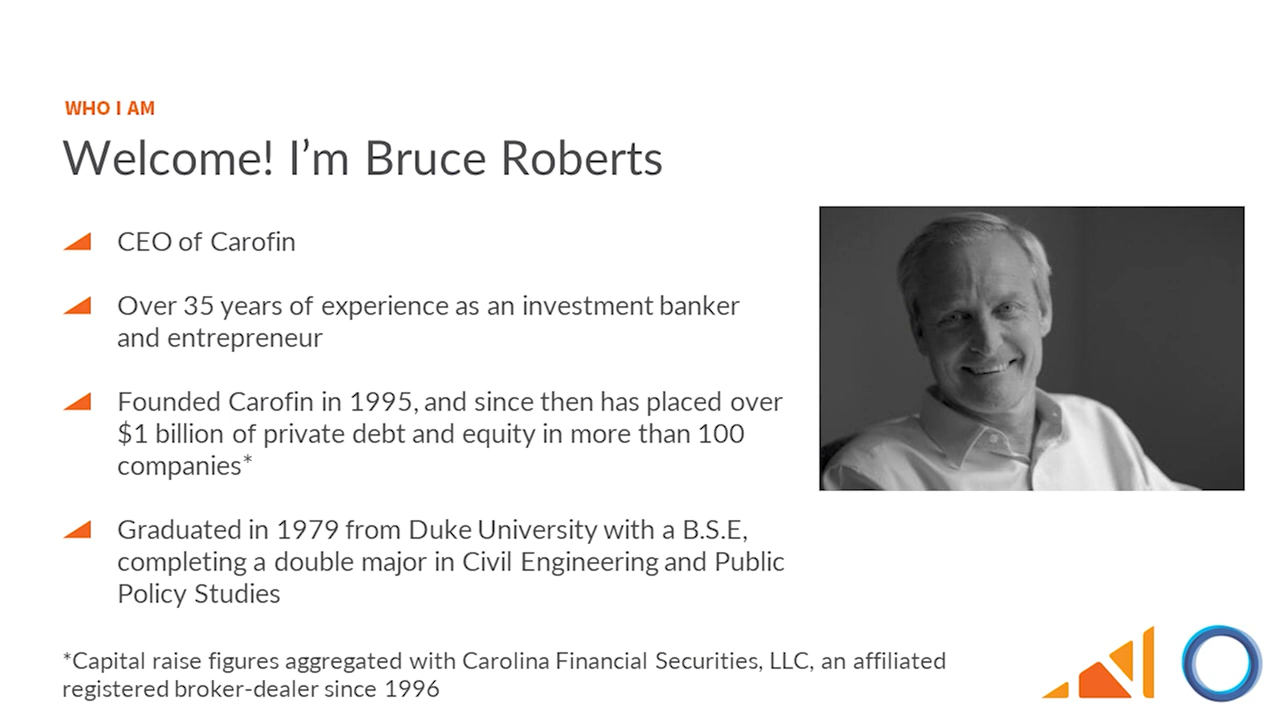 WHO I AM
Welcome! I’m Bruce Roberts
CEO of Carofin
Over 35 years of experience as an investment banker
and entrepreneur
Founded Carofin in 1995, and since then has placed over
$1 billion of private debt and equity in more than 100
companies*
Graduated in 1979 from Duke University with a B.S.E,
completing a double major in Civil Engineering and Public
Policy Studies
*Capital raise figures aggregated with Carolina Financial Securities, LLC, an affiliated
registered broker-dealer since 1996